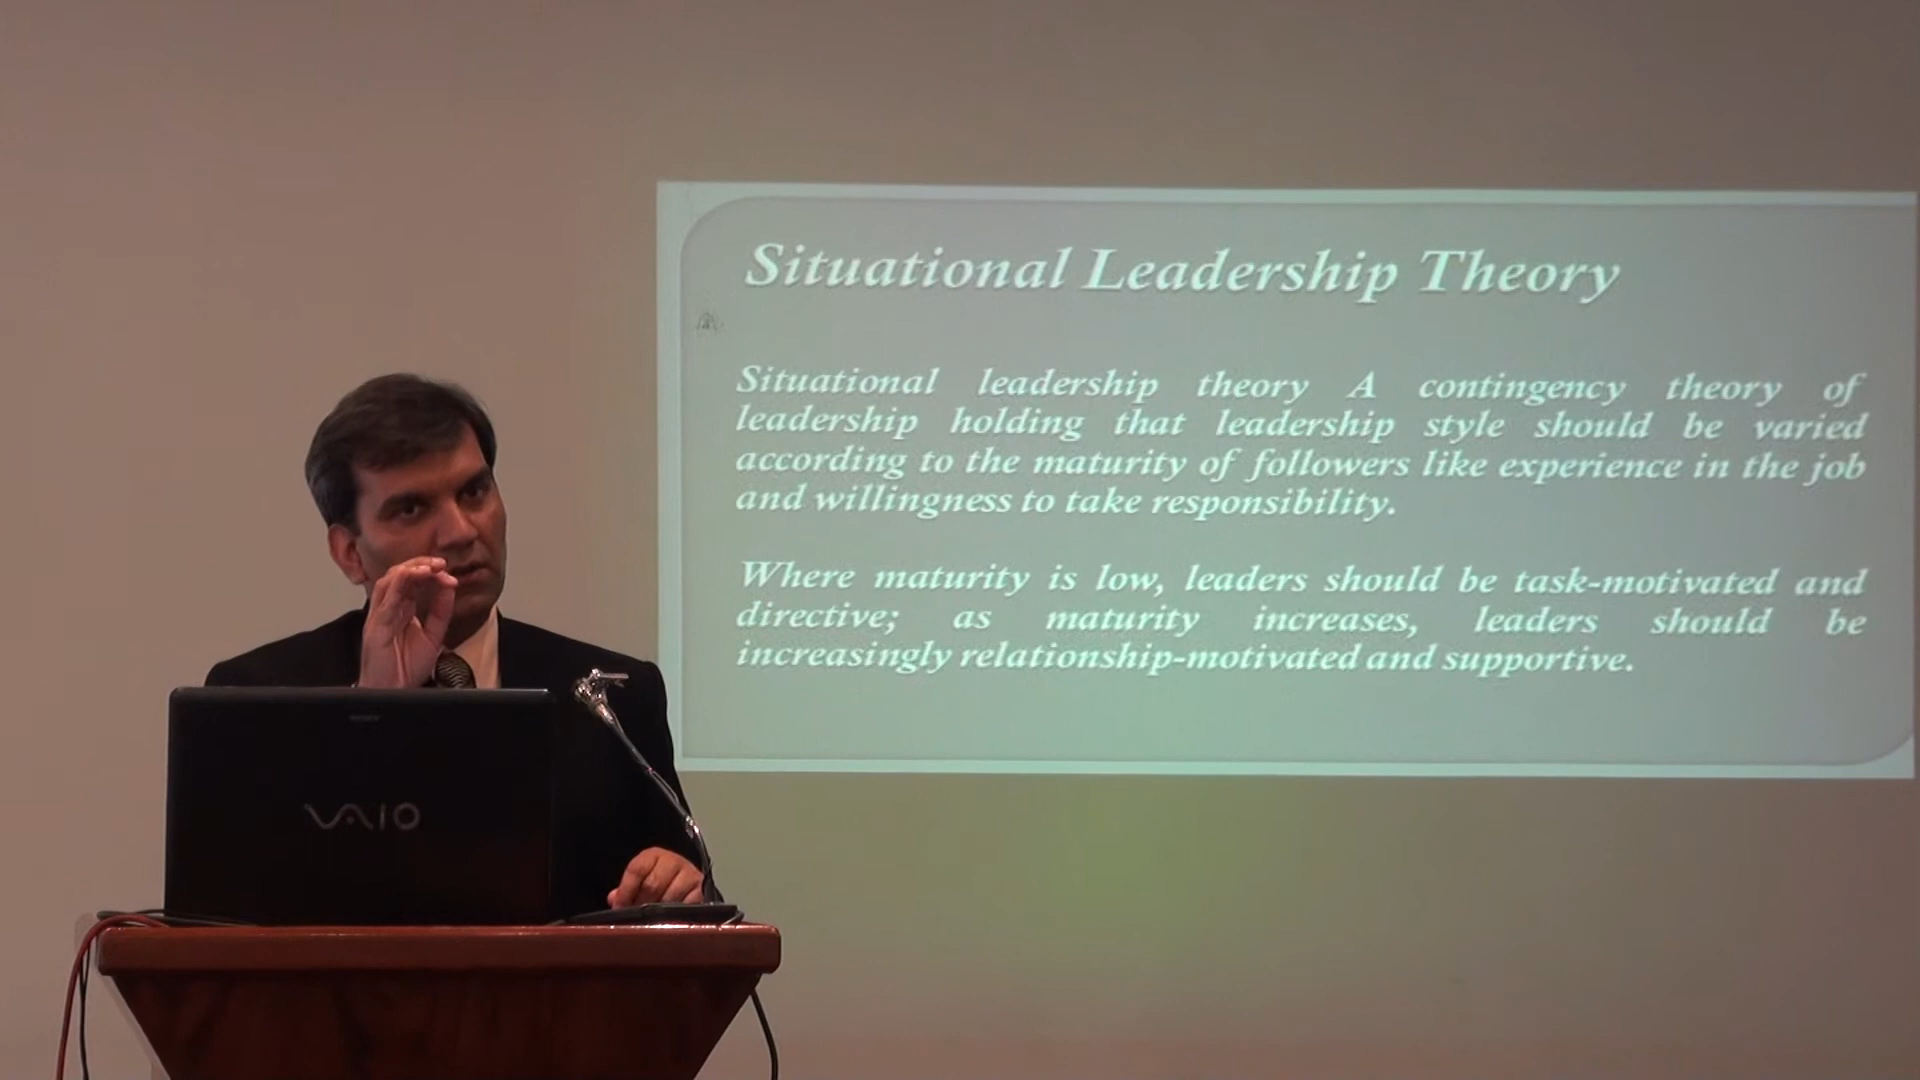 Situational Leadership Theory
Situational leadership theory A contingency theory of
leadership holding that leadership style should be varied
according to the maturity of followers like experience in the job
and willingness to take responsibility.
Where maturity is low, leaders should be task-motivated and
directive; as maturity increases, leaders should be
increasingly relationship-motivated and supportive.
VAIO